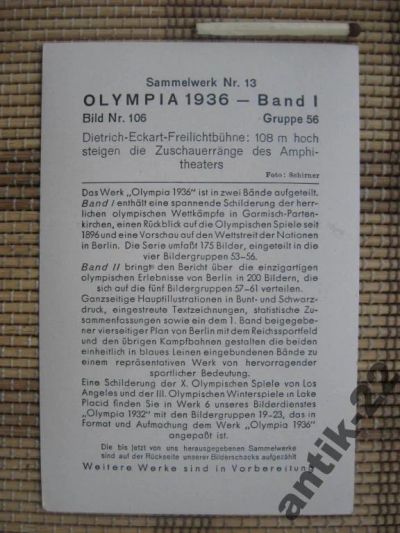 Sammelwerk Nr. 13
OLYMPIA 1936 — Band I
Bild Nr. 106 Gruppe 56
Dietrich-Eckart-Freilichtbühne: 108 m hoch
steigen die Zuschauerränge des Amphi-
theaters
Foto: Schirner
Das Werk „Olympia 1936" ist in zwei Bände aufgeteilt.
Band I enthält eine spannende Schilderung der herr-
lichen olympischen Wettkämpfe in Garmisch-Parten-
kirchen, einen Rückblick auf die Olympischen Spiele seit
1896 und eine Vorschau auf den Wettstreit der Nationen
in Berlin. Die Serie umfaßt 175 Bilder, eingeteilt in die
vier Bildergruppen 53—56.
Band II bringt den Bericht über die einzigartigen
olympischen Erlebnisse von Berlin in 200 Bildern, die
sich auf die fünf Bildergruppen 57—61 verteilen.
Ganzseitige Hauptillustrationen in Bunt- und Schwarz-
druck, eingestreute Textzeichnungen, statistische Zu-
sammenfassungen sowie ein dem 1. Band beigegebe-
ner vierseitiger Plan von Berlin mit dem Reichssportfeld
und den übrigen Kampfbahnen gestalten die beiden
einheitlich in blaues Leinen eingebundenen Bände zu
einem repräsentativen Werk von hervorragender
sportlicher Bedeutung.
Eine Schilderung der X. Olympischen Spiele von Los
Angeles und der III. Olympischen Winterspiele in Lake
Placid finden Sie in Werk 6 unseres Bilderdienstes
„Olympia 1932" mit den Bildergruppen 19—23, das in
Format und Aufmachung dem Werk „Olympia 1936"
angepaßt ist.
Die bis jetzt von uns herausgegebenen Sammelwerke
sind auf der Rückseite unserer Bilderschecks aufgezählt
Weitere Werke sind in Vorbereitung